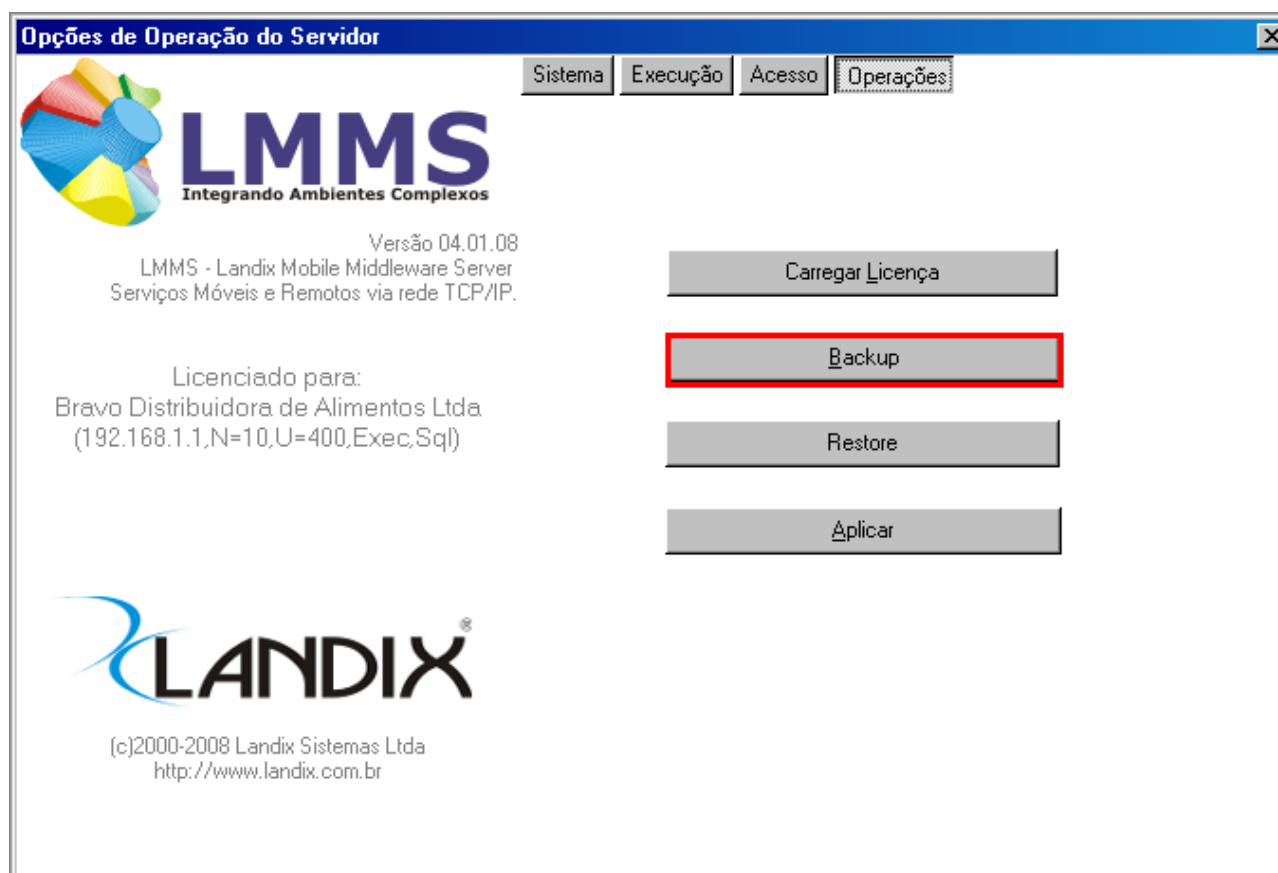 Opções de Operação do Servidor
Sistema Execução Acesso Operações
LMMS
Integrando Ambientes Complexos
Versão 04.01.08
LMMS - Landix Mobile Middleware Server
Serviços Móveis e Remotos via rede TCP/IP.
Licenciado para:
Bravo Distribuidora de Alimentos Ltda
(192.168.1.1,N=10,U=400,Exec,Sql)
Carregar Licença
Backup
Restore
Aplicar
LANDIX®
(c)2000-2008 Landix Sistemas Ltda
http://www.landix.com.br